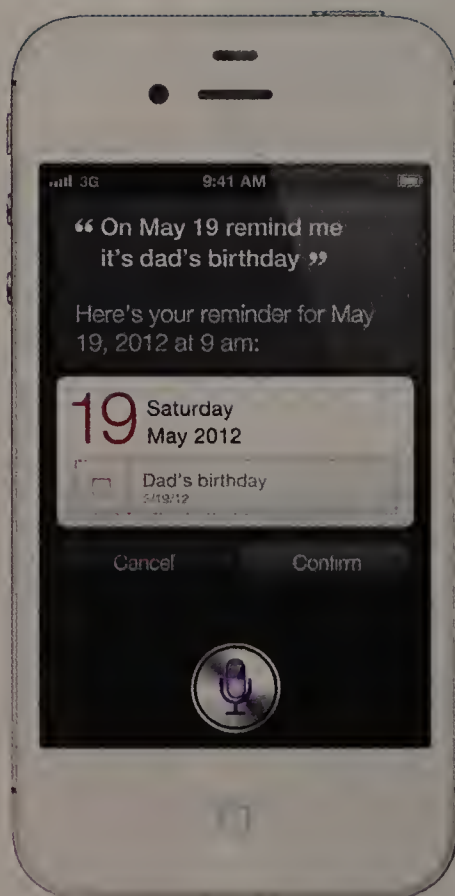 3G 9:41 AM
“ On May 19 remind me
it's dad's birthday ”
Here's your reminder for May
19, 2012 at 9 am:
19 Saturday
May 2012
Dad's birthday
5/19/12
Cancel Confirm